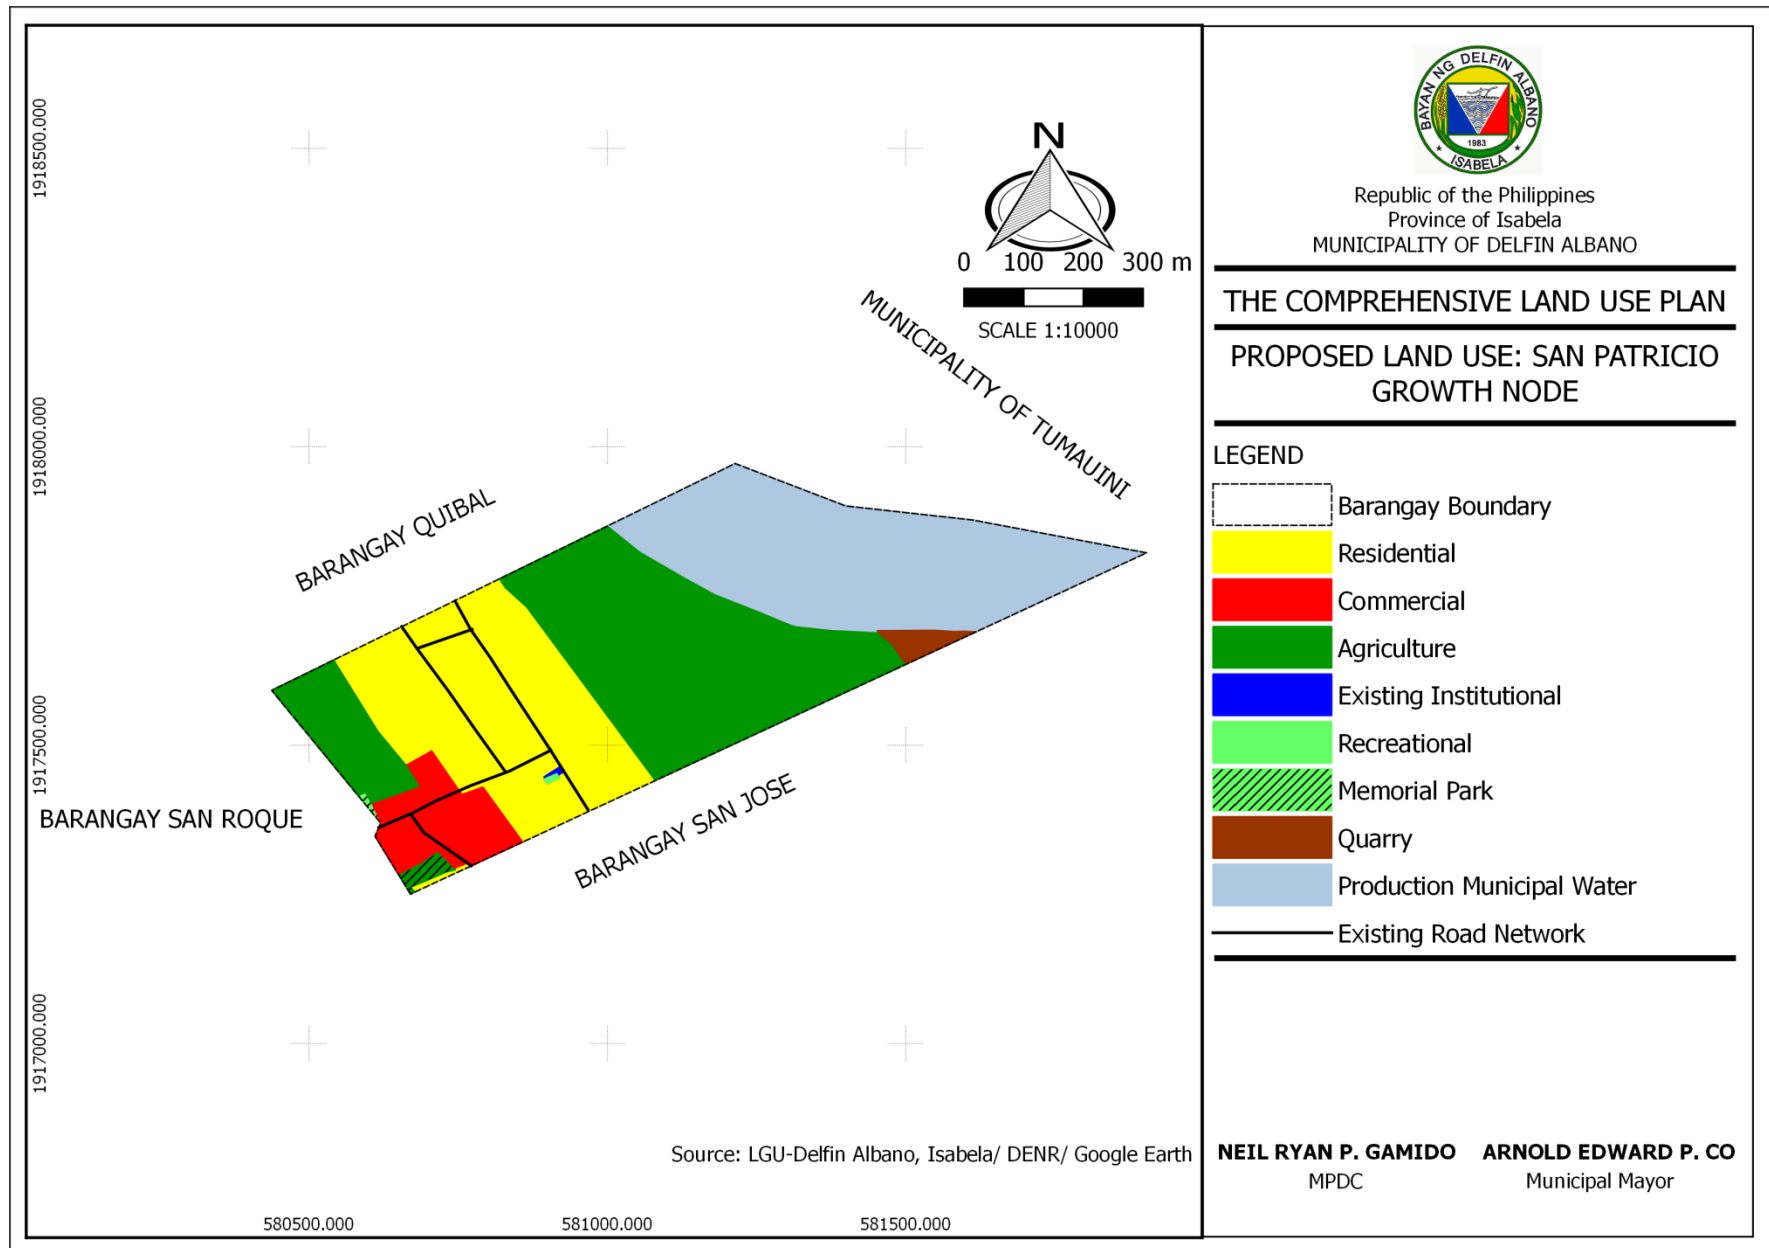 1918500.000
1918000.000
1917500.000
1917000.000
580500.000
581000.000
581500.000
N
0 100 200 300 m
SCALE 1:10000
MUNICIPALITY OF TUMAUINI
BARANGAY QUIBAL
BARANGAY SAN ROQUE
BARANGAY SAN JOSE
Source: LGU-Delfin Albano, Isabela/ DENR/ Google Earth
BAYAN NG DELFIN ALBANO
1983
ISABELA
Republic of the Philippines
Province of Isabela
MUNICIPALITY OF DELFIN ALBANO
THE COMPREHENSIVE LAND USE PLAN
PROPOSED LAND USE: SAN PATRICIO
GROWTH NODE
LEGEND
Barangay Boundary
Residential
Commercial
Agriculture
Existing Institutional
Recreational
Memorial Park
Quarry
Production Municipal Water
Existing Road Network
NEIL RYAN P. GAMIDO
MPDC
ARNOLD EDWARD P. CO
Municipal Mayor